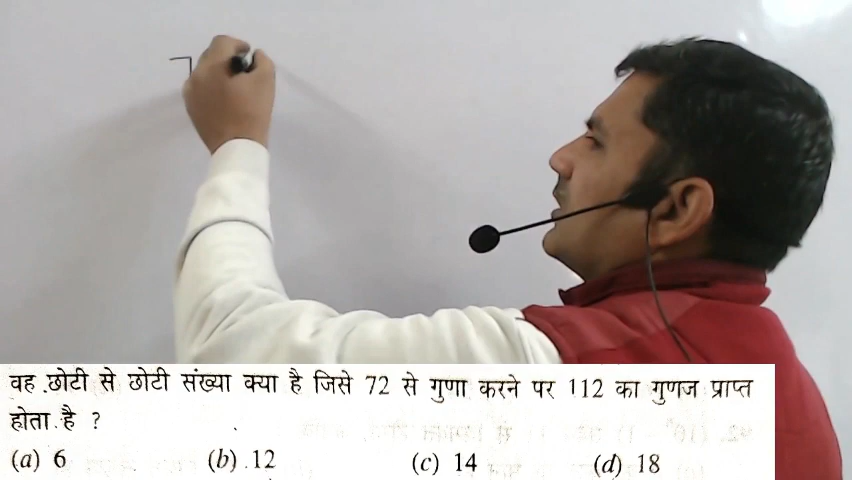 वह छोटी से छोटी संख्या क्या है जिसे 72 से गुणा करने पर 112 का गुणज प्राप्त
होता है ?
(a) 6 (b) 12 (c) 14 (d) 18